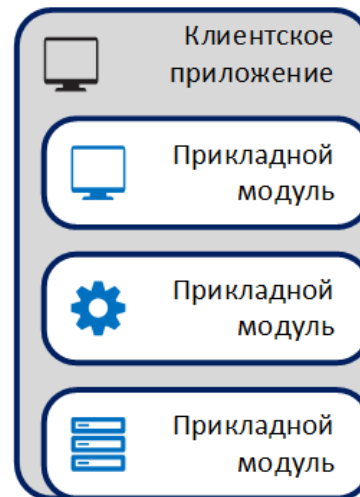 Клиентское
приложение
Прикладной
модуль
Прикладной
модуль
Прикладной
модуль